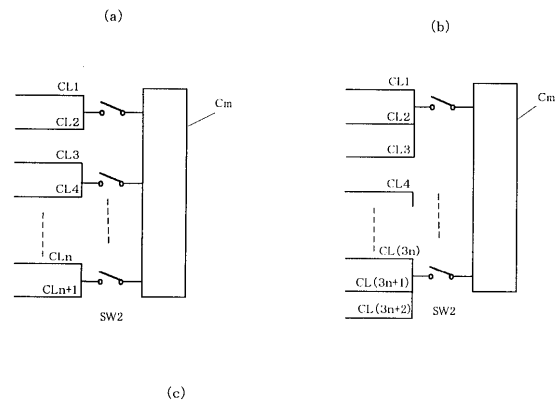 (a)
CL1
CL2
CL3
CL4
CLn
CLn+1
SW2
Cm
(b)
CL1
CL2
CL3
CL4
CL(3n)
CL(3n+1)
CL(3n+2)
SW2
Cm
(c)